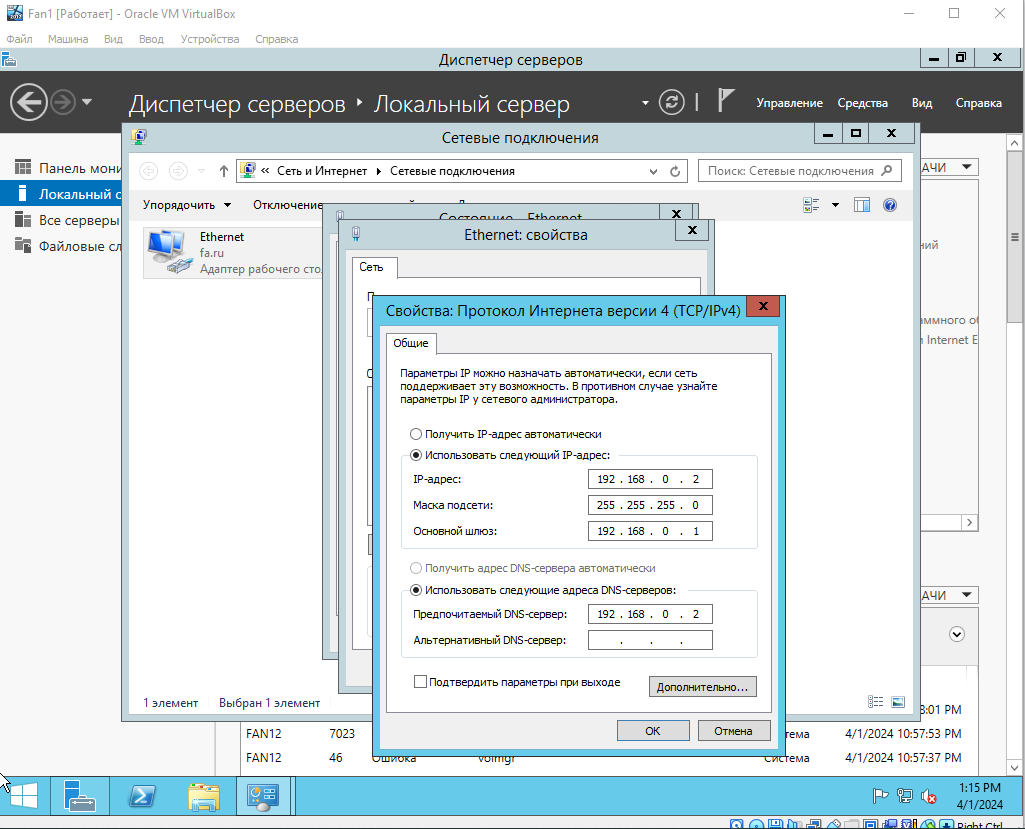 Fan1 [Работает] - Oracle VM VirtualBox
Файл Машина Вид Ввод Устройства Справка
Диспетчер серверов
Диспетчер серверов ‣ Локальный сервер
Управление Средства Вид Справка
Сетевые подключения
Панель мони
Локальный с
Все серверы
Файловые сл
« Сеть и Интернет ‣ Сетевые подключения
Поиск: Сетевые подключения
АЧИ
Упорядочить Отключение
Ethernet
fa.ru
Адаптер рабочего сто
Состояние - Ethernet
Ethernet: свойства
Сеть
ний
аммного об
Internet E
Свойства: Протокол Интернета версии 4 (TCP/IPv4)
Общие
Параметры IP можно назначать автоматически, если сеть
поддерживает эту возможность. В противном случае узнайте
параметры IP у сетевого администратора.
Получить IP-адрес автоматически
Использовать следующий IP-адрес:
IP-адрес: 192 . 168 . 0 . 2
Маска подсети: 255 . 255 . 255 . 0
Основной шлюз: 192 . 168 . 0 . 1
Получить адрес DNS-сервера автоматически
Использовать следующие адреса DNS-серверов:
Предпочитаемый DNS-сервер: 192 . 168 . 0 . 2
Альтернативный DNS-сервер: . . .
АЧИ
Подтвердить параметры при выходе
Дополнительно...
OK Отмена
1 элемент Выбран 1 элемент
8:01 PM
FAN12 7023 стема 4/1/2024 10:57:53 PM
FAN12 46 Ошибка volmgr Система 4/1/2024 10:57:37 PM
1:15 PM
4/1/2024
Right Ctrl